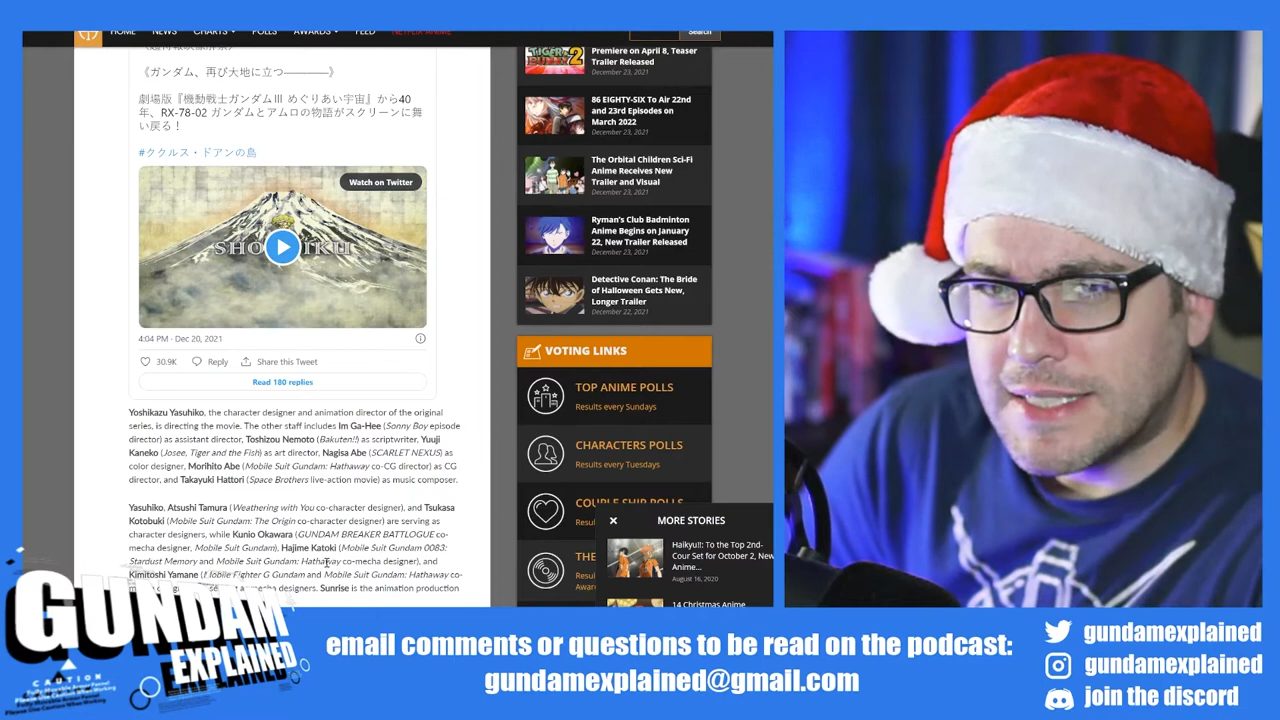 HOME NEWS CHARTS POLLS AWARDS FEED NETFLIX ANIME Search
《ガンダム、再び大地に立つ――――》
劇場版『機動戦士ガンダムⅢ めぐりあい宇宙』から40
年、RX-78-02 ガンダムとアムロの物語がスクリーンに舞
い戻る！
#ククルス・ドアンの島
Watch on Twitter
4:04 PM · Dec 20, 2021
30.9K Reply Share this Tweet
Read 180 replies
Yoshikazu Yasuhiko, the character designer and animation director of the original
series, is directing the movie. The other staff includes Im Ga-Hee (Sonny Boy episode
director) as assistant director, Toshizou Nemoto (Bakuten!!) as scriptwriter, Yuuji
Kaneko (Josee, Tiger and the Fish) as art director, Nagisa Abe (SCARLET NEXUS) as
color designer, Morihito Abe (Mobile Suit Gundam: Hathaway co-CG director) as CG
director, and Takayuki Hattori (Space Brothers live-action movie) as music composer.
Yasuhiko, Atsushi Tamura (Weathering with You co-character designer), and Tsukasa
Kotobuki (Mobile Suit Gundam: The Origin co-character designer) are serving as
character designers, while Kunio Okawara (GUNDAM BREAKER BATTLOGUE co-
mecha designer, Mobile Suit Gundam), Hajime Katoki (Mobile Suit Gundam 0083:
Stardust Memory and Mobile Suit Gundam: Hathaway co-mecha designer), and
Kimitoshi Yamane (Mobile Fighter G Gundam and Mobile Suit Gundam: Hathaway co-
Sunrise is the animation production
TIGER & BUNNY 2
Premiere on April 8, Teaser
Trailer Released
December 23, 2021
86 EIGHTY-SIX To Air 22nd
and 23rd Episodes on
March 2022
December 23, 2021
The Orbital Children Sci-Fi
Anime Receives New
Trailer and Visual
December 23, 2021
Ryman's Club Badminton
Anime Begins on January
22, New Trailer Released
December 23, 2021
Detective Conan: The Bride
of Halloween Gets New,
Longer Trailer
December 22, 2021
VOTING LINKS
TOP ANIME POLLS
Results every Sundays
CHARACTERS POLLS
Results every Tuesdays
COUPLE SHIP POLLS
THE
MORE STORIES
Haikyu!!: To the Top 2nd-
Cour Set for October 2, New
Anime...
August 16, 2020
14 Christmas Anime
GUNDAM
EXPLAINED
CAUTION
email comments or questions to be read on the podcast:
gundamexplained@gmail.com
gundamexplained
gundamexplained
join the discord